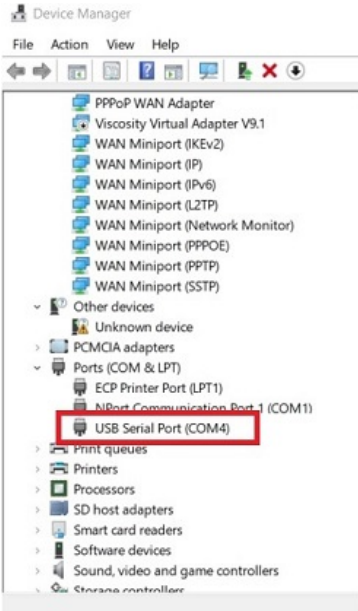 Device Manager
File Action View Help
PPPoP WAN Adapter
Viscosity Virtual Adapter V9.1
WAN Miniport (IKEv2)
WAN Miniport (IP)
WAN Miniport (IPv6)
WAN Miniport (L2TP)
WAN Miniport (Network Monitor)
WAN Miniport (PPPOE)
WAN Miniport (PPTP)
WAN Miniport (SSTP)
Other devices
Unknown device
PCMCIA adapters
Ports (COM & LPT)
ECP Printer Port (LPT1)
NPort Communication Port 1 (COM1)
USB Serial Port (COM4)
Print queues
Printers
Processors
SD host adapters
Smart card readers
Software devices
Sound, video and game controllers
Storage controllers